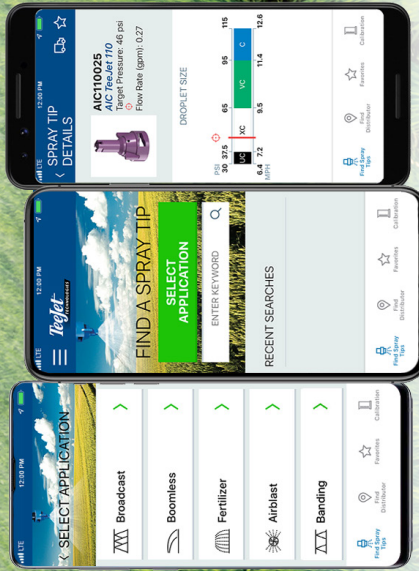 LTE
12:00 PM
SELECT APPLICATION
Broadcast
Boomless
Fertilizer
Airblast
Banding
Find Spray
Tips
Find
Distributor
Favorites
Calibration
LTE
12:00 PM
TeeJet
TECHNOLOGIES
FIND A SPRAY TIP
SELECT
APPLICATION
ENTER KEYWORD
RECENT SEARCHES
Find Spray
Tips
Find
Distributor
Favorites
Calibration
LTE
12:00 PM
SPRAY TIP
DETAILS
AIC110025
AIC TeeJet 110
Target Pressure: 46 psi
Flow Rate (gpm): 0.27
DROPLET SIZE
PSI
30 37.5 65 95 115
UC XC VC C
6.4 7.2 9.5 11.4 12.6
MPH
Find Spray
Tips
Find
Distributor
Favorites
Calibration